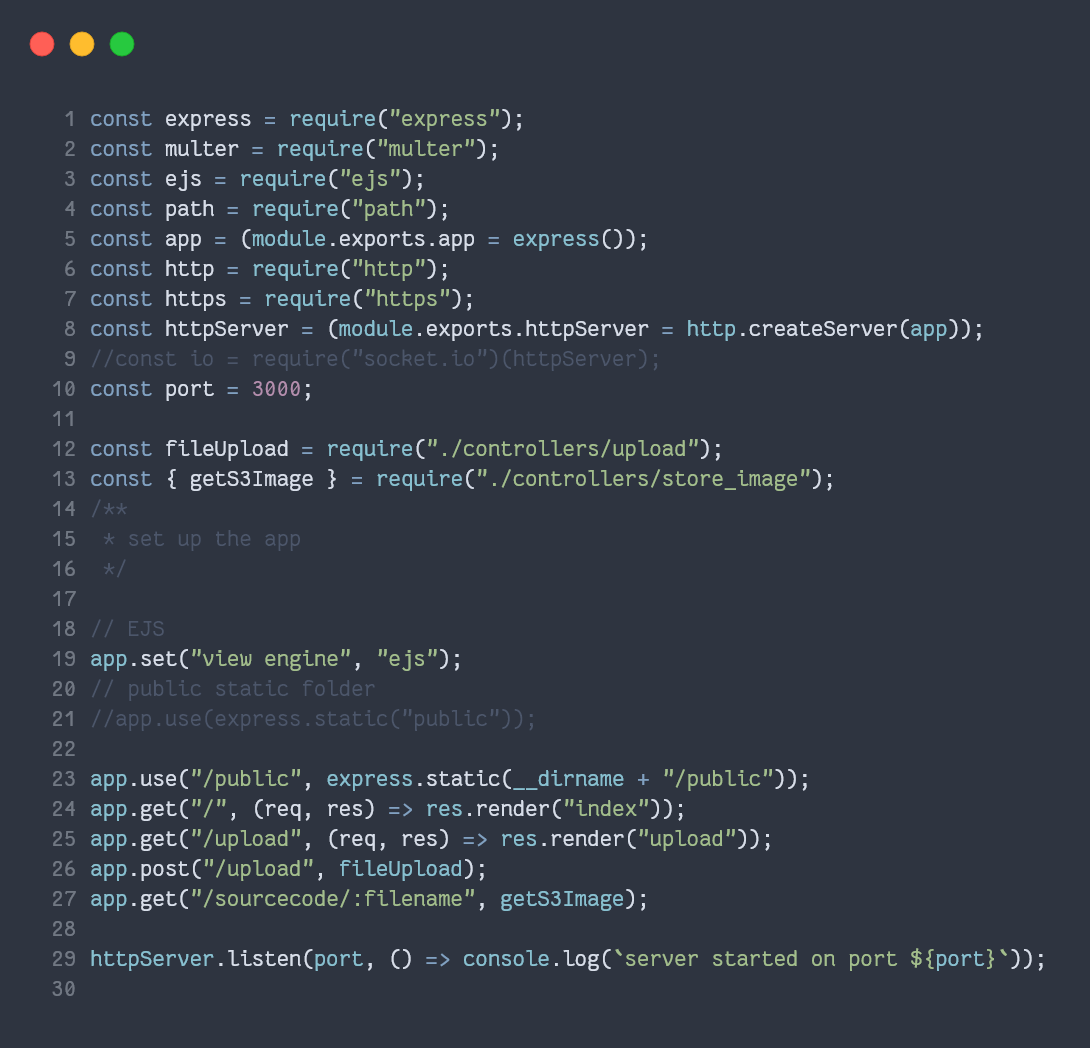 1 const express = require("express");
2 const multer = require("multer");
3 const ejs = require("ejs");
4 const path = require("path");
5 const app = (module.exports.app = express());
6 const http = require("http");
7 const https = require("https");
8 const httpServer = (module.exports.httpServer = http.createServer(app));
9 //const io = require("socket.io")(httpServer);
10 const port = 3000;
11
12 const fileUpload = require("./controllers/upload");
13 const { getS3Image } = require("./controllers/store_image");
14 /**
15  * set up the app
16  */
17
18 // EJS
19 app.set("view engine", "ejs");
20 // public static folder
21 //app.use(express.static("public"));
22
23 app.use("/public", express.static(__dirname + "/public"));
24 app.get("/", (req, res) => res.render("index"));
25 app.get("/upload", (req, res) => res.render("upload"));
26 app.post("/upload", fileUpload);
27 app.get("/sourcecode/:filename", getS3Image);
28
29 httpServer.listen(port, () => console.log(`server started on port ${port}`));
30